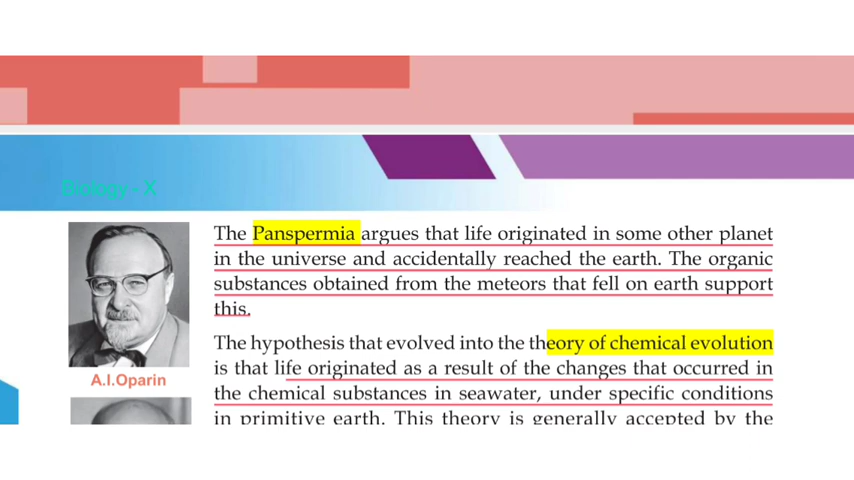 Biology - X
The Panspermia argues that life originated in some other planet
in the universe and accidentally reached the earth. The organic
substances obtained from the meteors that fell on earth support
this.
The hypothesis that evolved into the the theory of chemical evolution
is that life originated as a result of the changes that occurred in
the chemical substances in seawater, under specific conditions
in primitive earth. This theory is generally accepted by the
A.I.Oparin